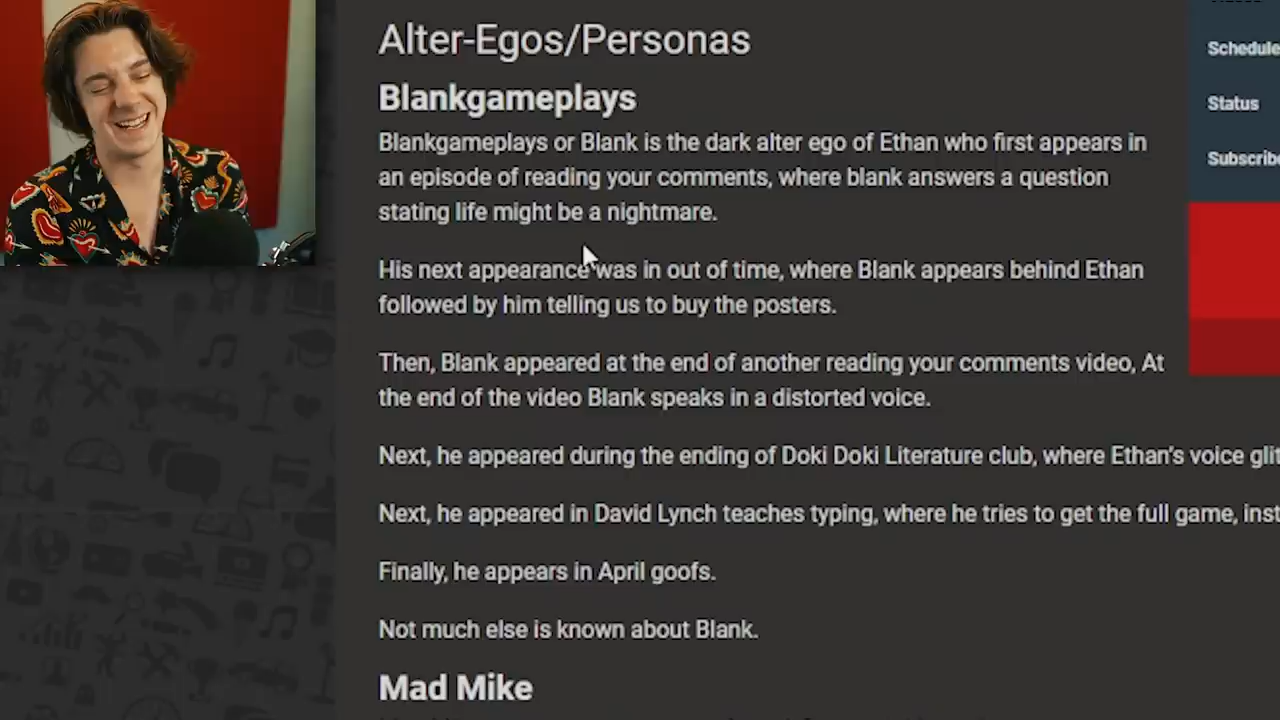 Alter-Egos/Personas
Blankgameplays
Blankgameplays or Blank is the dark alter ego of Ethan who first appears in
an episode of reading your comments, where blank answers a question
stating life might be a nightmare.
His next appearance was in out of time, where Blank appears behind Ethan
followed by him telling us to buy the posters.
Then, Blank appeared at the end of another reading your comments video, At
the end of the video Blank speaks in a distorted voice.
Next, he appeared during the ending of Doki Doki Literature club, where Ethan's voice glit
Next, he appeared in David Lynch teaches typing, where he tries to get the full game, inst
Finally, he appears in April goofs.
Not much else is known about Blank.
Mad Mike
Schedule
Status
Subscribe